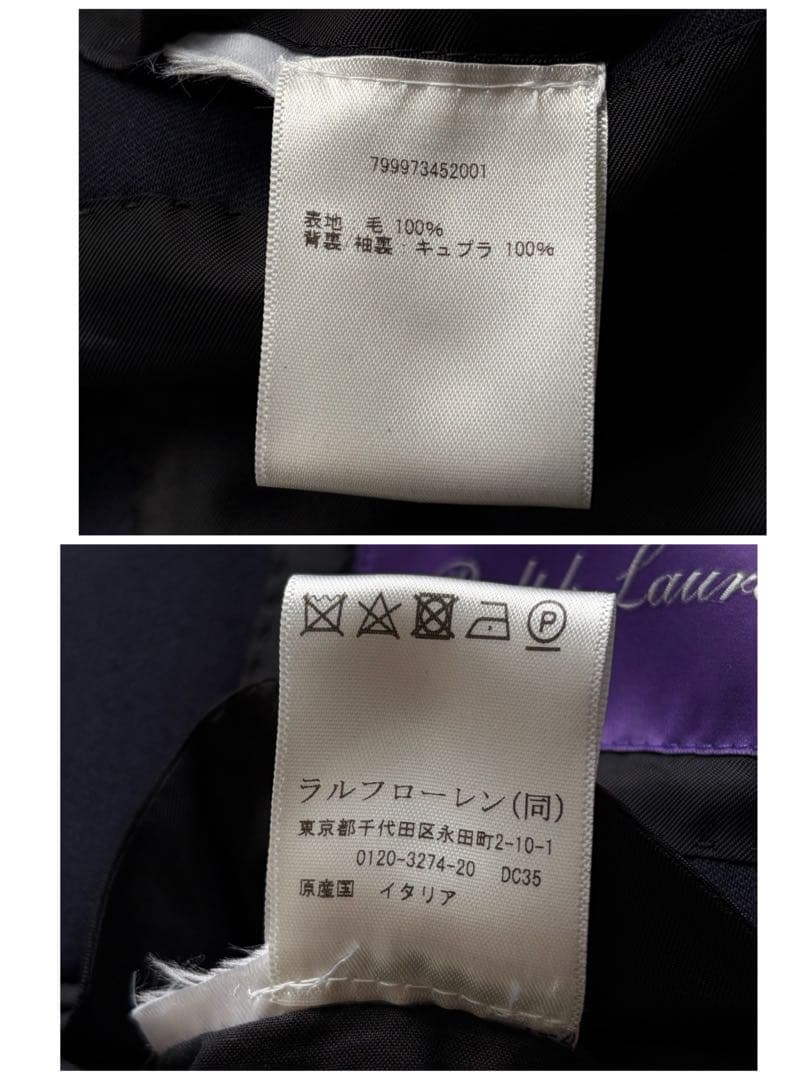 799973452001
表地 毛 100%
背裏 袖裏・キュプラ 100%
Ralph Laure
P
ラルフローレン(同)
東京都千代田区永田町2-10-1
0120-3274-20 DC35
原産国 イタリア